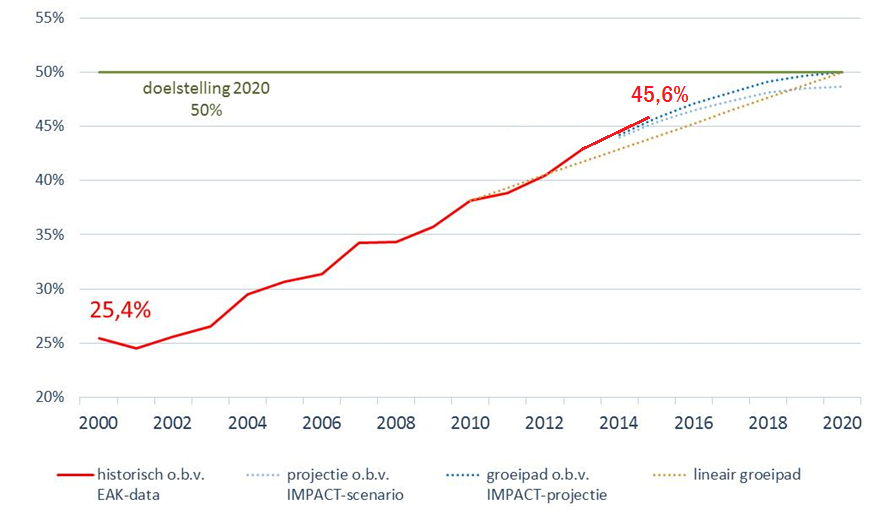 55%
50%
45%
40%
35%
30%
25%
20%
doelstelling 2020
50%
45,6%
25,4%
2000 2002 2004 2006 2008 2010 2012 2014 2016 2018 2020
historisch o.b.v.
EAK-data
projectie o.b.v.
IMPACT-scenario
groeipad o.b.v.
IMPACT-projectie
lineair groeipad